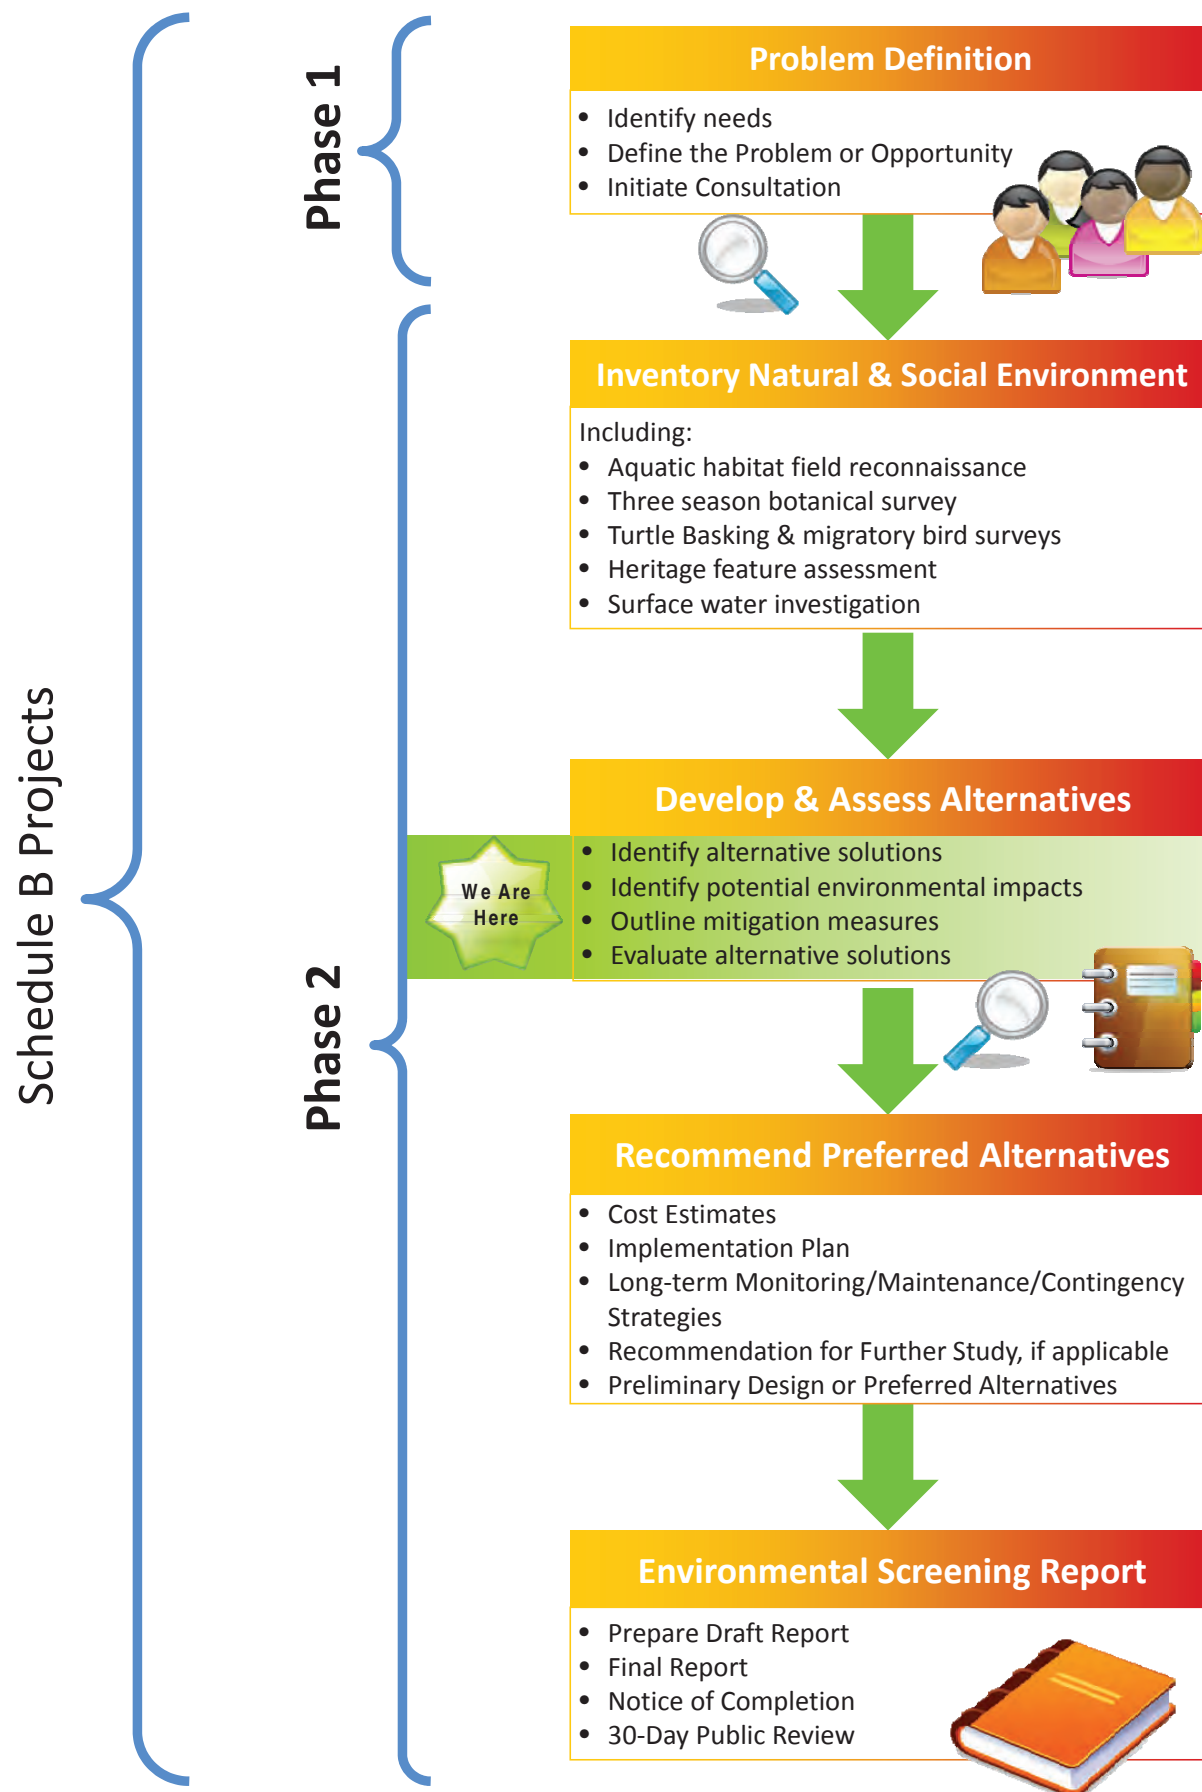 Schedule B Projects
Phase 1
Problem Definition
• Identify needs
• Define the Problem or Opportunity
• Initiate Consultation
Phase 2
Inventory Natural & Social Environment
Including:
• Aquatic habitat field reconnaissance
• Three season botanical survey
• Turtle Basking & migratory bird surveys
• Heritage feature assessment
• Surface water investigation
Develop & Assess Alternatives
We Are
Here
• Identify alternative solutions
• Identify potential environmental impacts
• Outline mitigation measures
• Evaluate alternative solutions
Recommend Preferred Alternatives
• Cost Estimates
• Implementation Plan
• Long-term Monitoring/Maintenance/Contingency
Strategies
• Recommendation for Further Study, if applicable
• Preliminary Design or Preferred Alternatives
Environmental Screening Report
• Prepare Draft Report
• Final Report
• Notice of Completion
• 30-Day Public Review